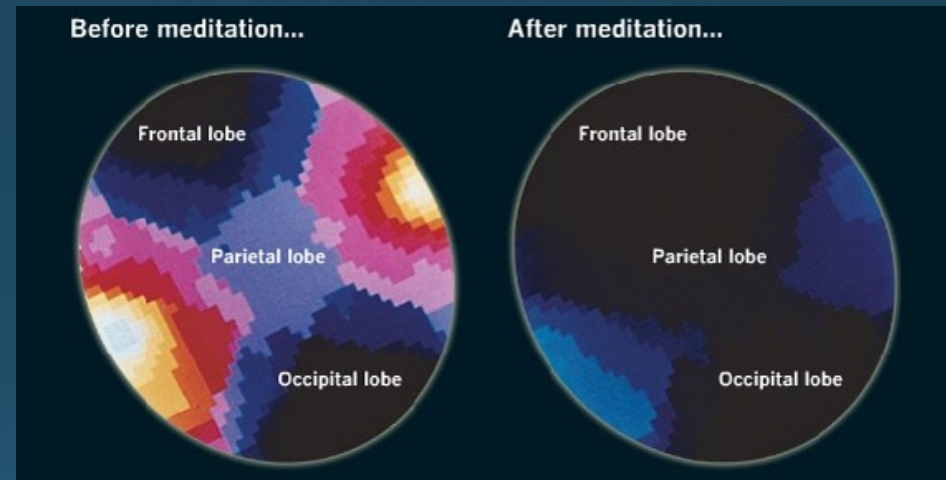 Before meditation...
After meditation...
Frontal lobe
Frontal lobe
Parietal lobe
Parietal lobe
Occipital lobe
Occipital lobe